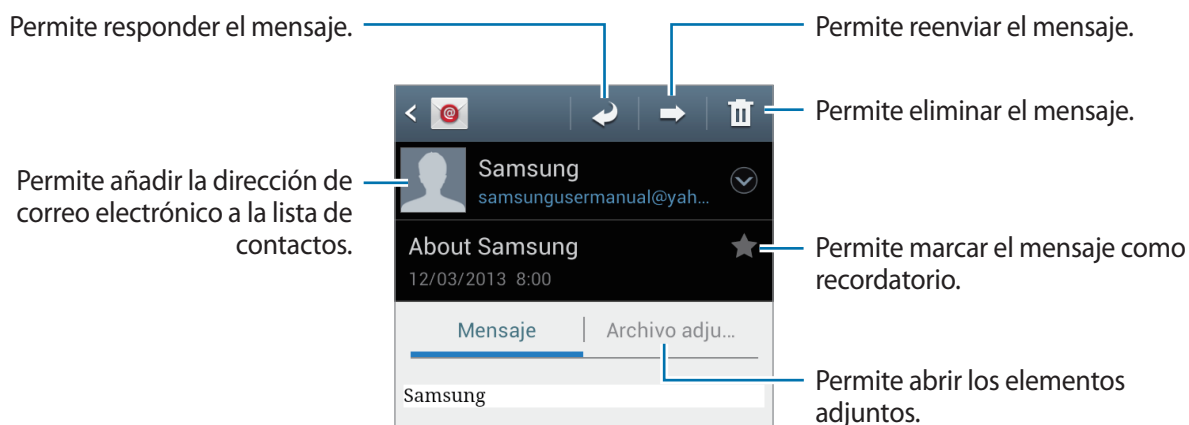 Permite responder el mensaje.
Permite reenviar el mensaje.
Permite eliminar el mensaje.
Permite añadir la dirección de
correo electrónico a la lista de
contactos.
@
Samsung
samsungusermanual@yah...
About Samsung
12/03/2013 8:00
Permite marcar el mensaje como
recordatorio.
Mensaje
Archivo adju...
Samsung
Permite abrir los elementos
adjuntos.